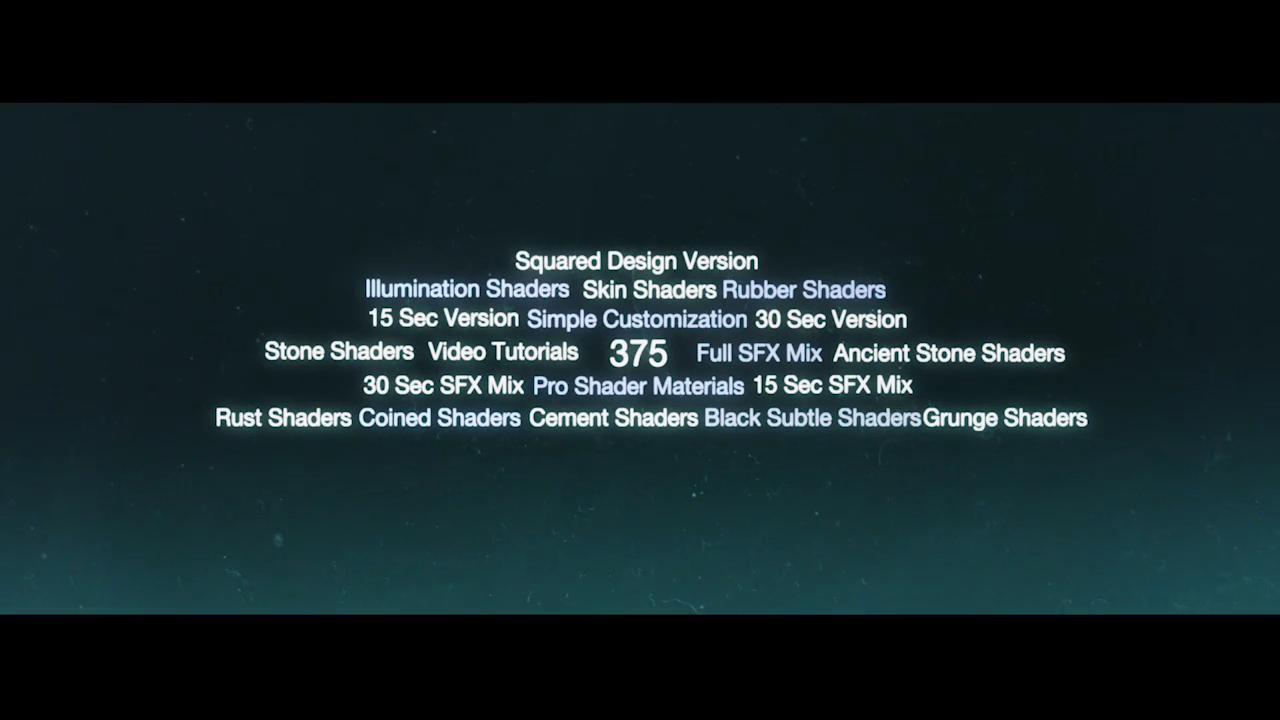 Squared Design Version
Illumination Shaders Skin Shaders Rubber Shaders
15 Sec Version Simple Customization 30 Sec Version
Stone Shaders Video Tutorials 375 Full SFX Mix Ancient Stone Shaders
30 Sec SFX Mix Pro Shader Materials 15 Sec SFX Mix
Rust Shaders Coined Shaders Cement Shaders Black Subtle Shaders Grunge Shaders